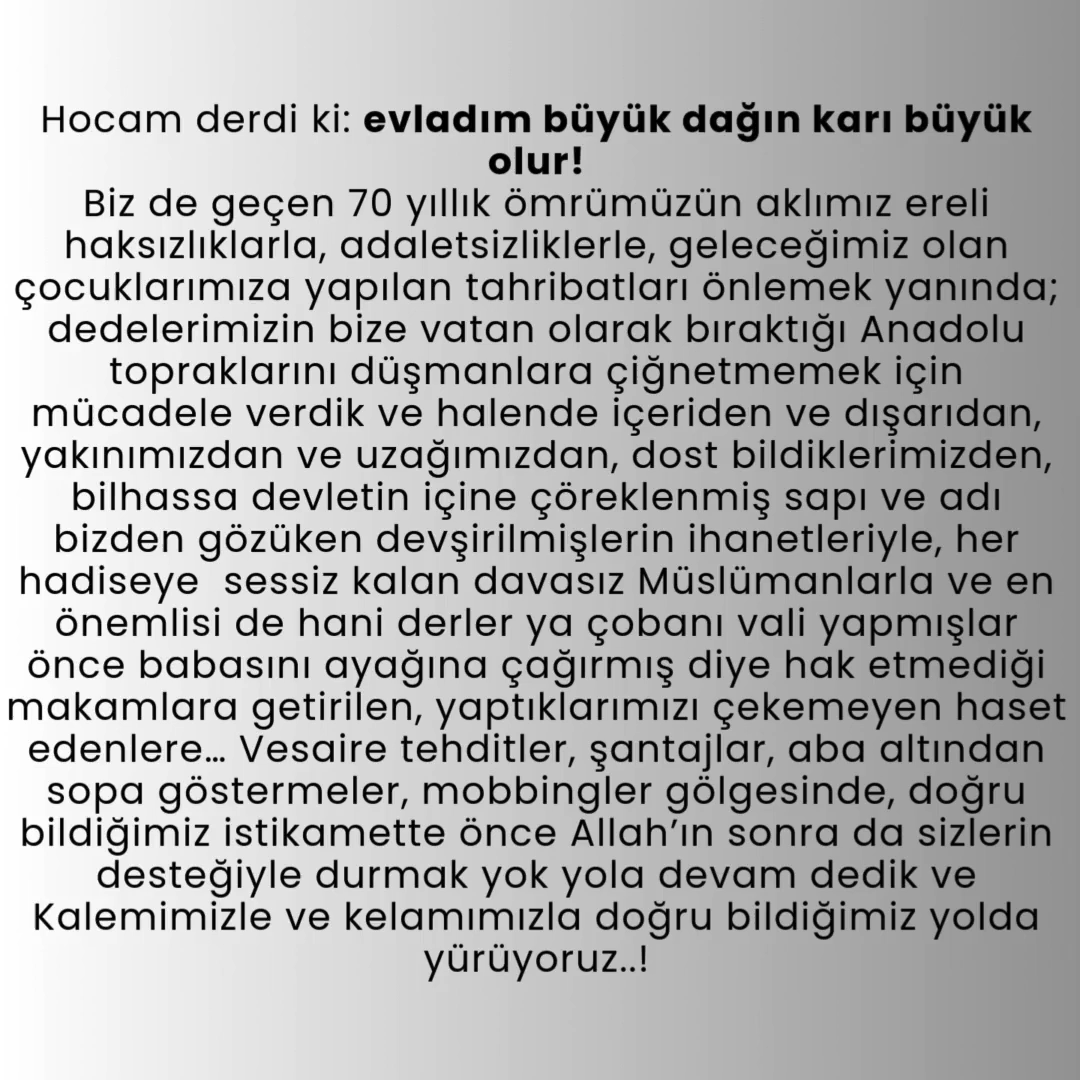 Hocam derdi ki: evladım büyük dağın karı büyük
olur!
Biz de geçen 70 yıllık ömrümüzün aklımız ereli
haksızlıklarla, adaletsizliklerle, geleceğimiz olan
çocuklarımıza yapılan tahribatları önlemek yanında;
dedelerimizin bize vatan olarak bıraktığı Anadolu
topraklarını düşmanlara çiğnetmemek için
mücadele verdik ve halende içeriden ve dışarıdan,
yakınımızdan ve uzağımızdan, dost bildiklerimizden,
bilhassa devletin içine çöreklenmiş sapı ve adı
bizden gözüken devşirilmişlerin ihanetleriyle, her
hadiseye  sessiz kalan davasız Müslümanlarla ve en
önemlisi de hani derler ya çobanı vali yapmışlar
önce babasını ayağına çağırmış diye hak etmediği
makamlara getirilen, yaptıklarımızı çekemeyen haset
edenlere... Vesaire tehditler, şantajlar, aba altından
sopa göstermeler, mobbingler gölgesinde, doğru
bildiğimiz istikamette önce Allah’ın sonra da sizlerin
desteğiyle durmak yok yola devam dedik ve
Kalemimizle ve kelamımızla doğru bildiğimiz yolda
yürüyoruz..!